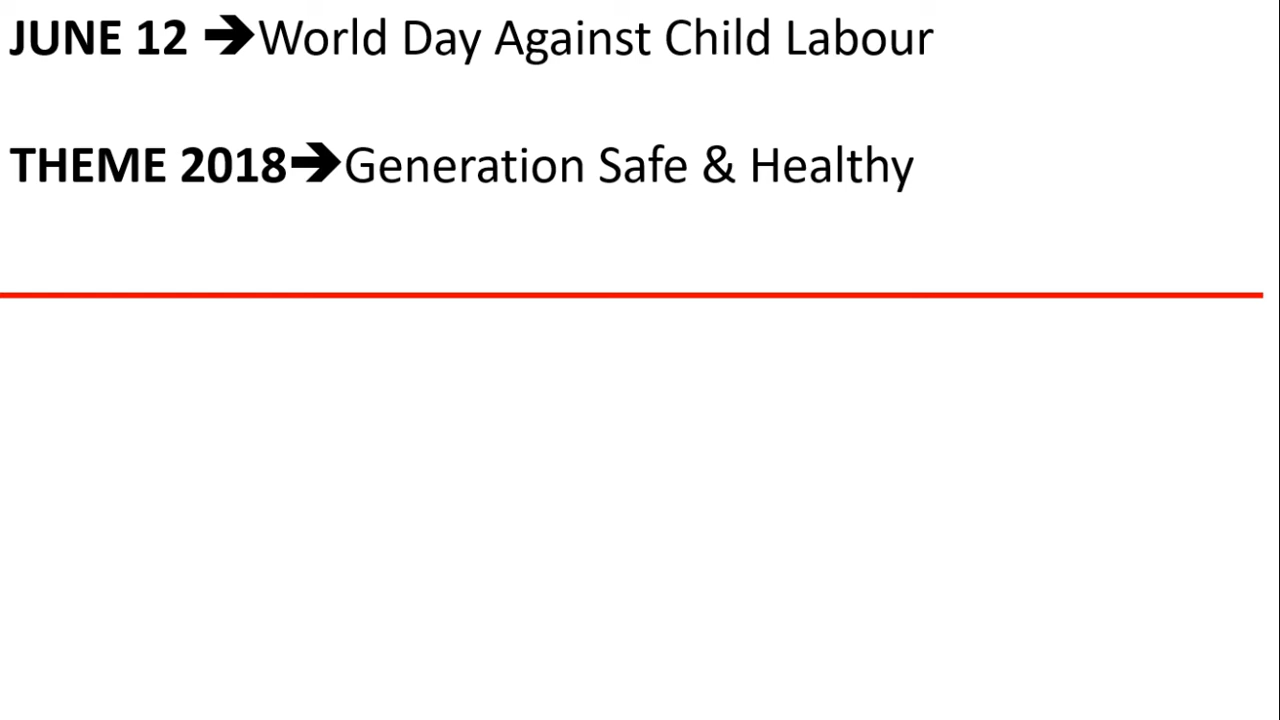 JUNE 12 ➔World Day Against Child Labour
THEME 2018➔Generation Safe & Healthy